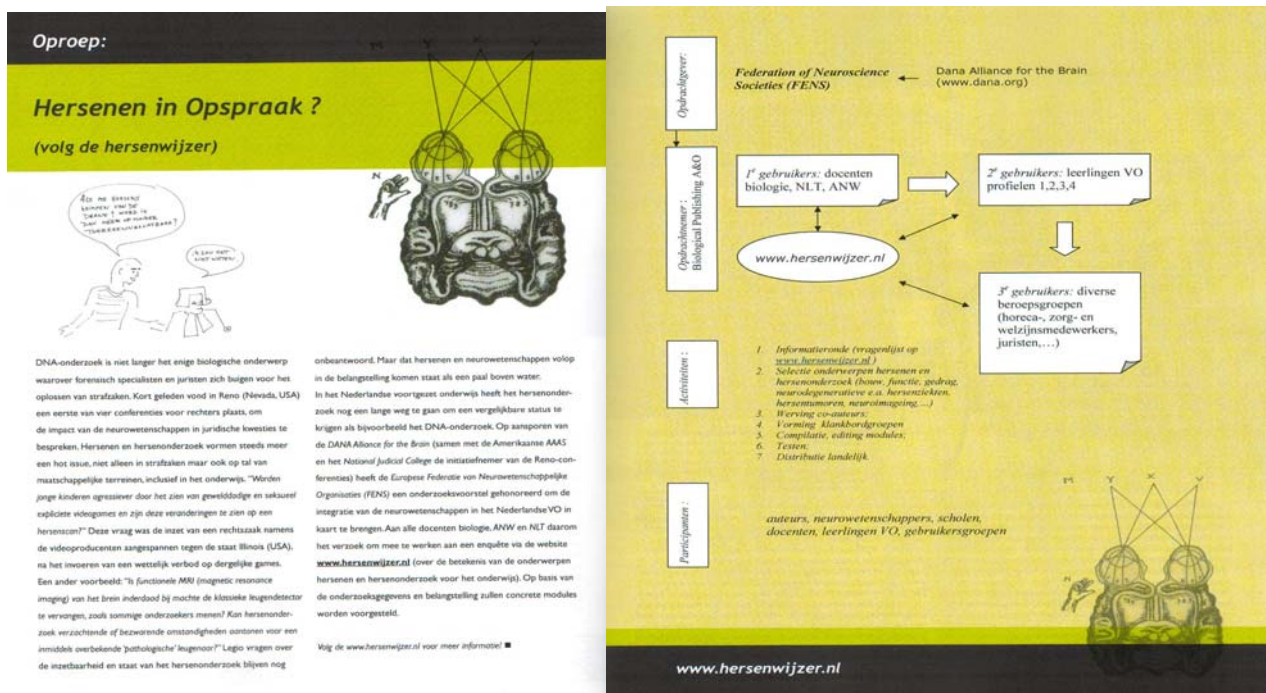 Oproep:
Hersenen in Opspraak ?
(volg de hersenwijzer)
M Y X V
N
ALS DE HERSENS
KOMEN VAN DE
DRANK? WORD IK
DAN MEER OF MINDER
TOEREKENVATBAAR?
IK ZOU HET
NIET WETEN
DNA-onderzoek is niet langer het enige biologische onderwerp
waarover forensisch specialisten en juristen zich buigen voor het
oplossen van strafzaken. Kort geleden vond in Reno (Nevada, USA)
een eerste van vier conferenties voor rechters plaats, om
de impact van de neurowetenschappen in juridische kwesties te
bespreken. Hersenen en hersenonderzoek vormen steeds meer
een hot issue, niet alleen in strafzaken maar ook op tal van
maatschappelijke terreinen, inclusief in het onderwijs. "Worden
jonge kinderen agressiever door het zien van gewelddadige en seksueel
expliciete videogames en zijn deze veranderingen te zien op een
hersenscan?" Deze vraag was de inzet van een rechtszaak namens
de videoproducenten aangespannen tegen de staat Illinois (USA),
na het invoeren van een wettelijk verbod op dergelijke games.
Een ander voorbeeld: "Is functionele MRI (magnetic resonance
imaging) van het brein inderdaad bij machte de klassieke leugendetector
te vervangen, zoals sommige onderzoekers menen? Kan hersenonder-
zoek verzachtende of bezwarende omstandigheden aantonen voor een
inmiddels overbekende 'pathologische' leugenaar?" Legio vragen over
de inzetbaarheid en staat van het hersenonderzoek blijven nog
onbeantwoord. Maar dat hersenen en neurowetenschappen volop
in de belangstelling komen staat als een paal boven water.
In het Nederlandse voortgezet onderwijs heeft het hersenonder-
zoek nog een lange weg te gaan om een vergelijkbare status te
krijgen als bijvoorbeeld het DNA-onderzoek. Op aansporen van
de DANA Alliance for the Brain (samen met de Amerikaanse AAAS
en het National Judicial College de initiatiefnemer van de Reno-con-
ferenties) heeft de Europese Federatie van Neurowetenschappelijke
Organisaties (FENS) een onderzoeksvoorstel gehonoreerd om de
integratie van de neurowetenschappen in het Nederlandse VO in
kaart te brengen. Aan alle docenten biologie, ANW en NLT daarom
het verzoek om mee te werken aan een enquête via de website
www.hersenwijzer.nl (over de betekenis van de onderwerpen
hersenen en hersenonderzoek voor het onderwijs). Op basis van
de onderzoeksgegevens en belangstelling zullen concrete modules
worden voorgesteld.
Volg de www.hersenwijzer.nl voor meer informatie!
Opdrachtgever:
Federation of Neuroscience
Societies (FENS)
Dana Alliance for the Brain
(www.dana.org)
Opdrachtnemer :
Biological Publishing A&O
1e gebruikers: docenten
biologie, NLT, ANW
2e gebruikers: leerlingen VO
profielen 1,2,3,4
www.hersenwijzer.nl
3e gebruikers: diverse
beroepsgroepen
(horeca-, zorg- en
welzijnsmedewerkers,
juristen,...)
Activiteiten :
1. Informatieronde (vragenlijst op
www.hersenwijzer.nl )
2. Selectie onderwerpen hersenen en
hersenonderzoek (bouw, functie, gedrag,
neurodegeneratieve e.a. hersenziekten,
hersentumoren, neuroimageing,...)
3. Werving co-auteurs;
4. Vorming klankbordgroepen
5. Compilatie, editing modules;
6. Testen;
7. Distributie landelijk.
Participanten :
auteurs, neurowetenschappers, scholen,
docenten, leerlingen VO, gebruikersgroepen
M Y X V
N
www.hersenwijzer.nl